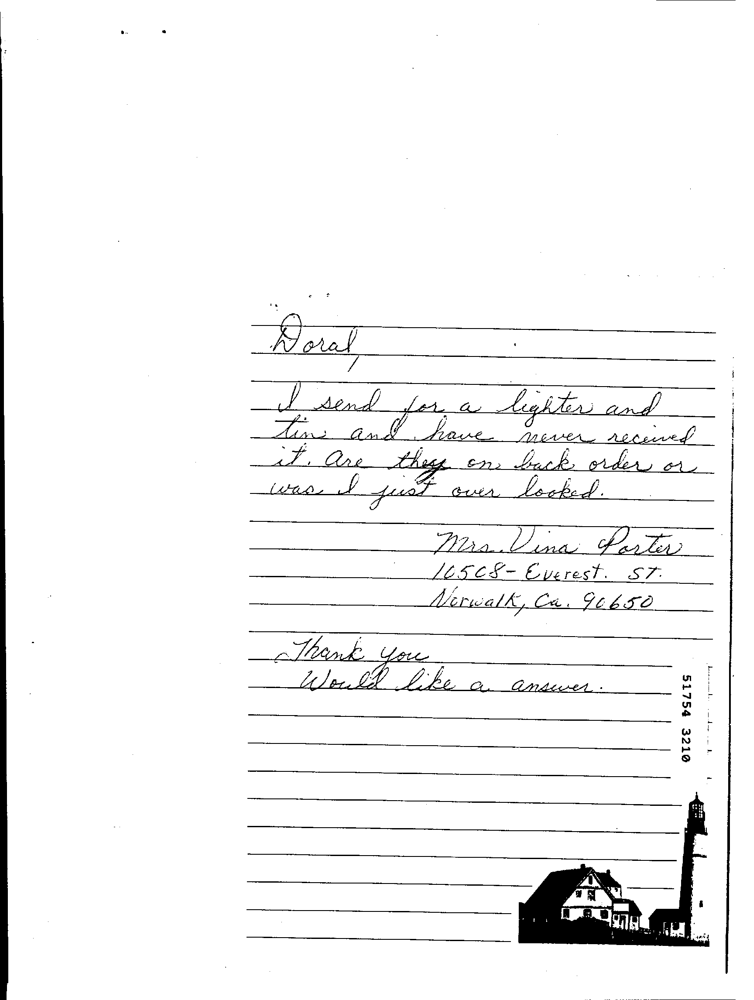 Doral,
I send for a lighter and
tin and have never received
it. Are they on back order or
was I just over looked.
Mrs. Vina Porter
10508- Everest. ST.
Norwalk, Ca. 90650
Thank you
Would like a answer.
51754 3210